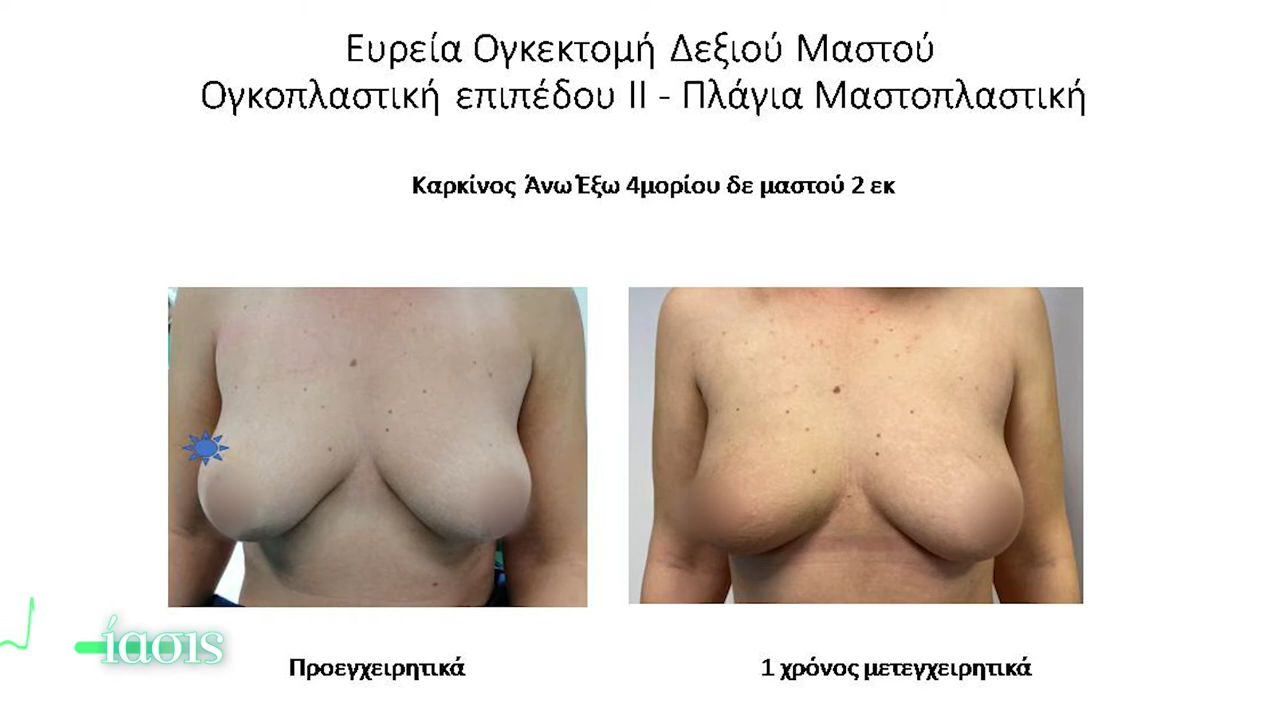 Ευρεία Ογκεκτομή Δεξιού Μαστού
Ογκοπλαστική επιπέδου ΙΙ - Πλάγια Μαστοπλαστική
Καρκίνος Άνω Έξω 4μορίου δε μαστού 2 εκ
ίασις
Προεγχειρητικά
1 χρόνος μετεγχειρητικά